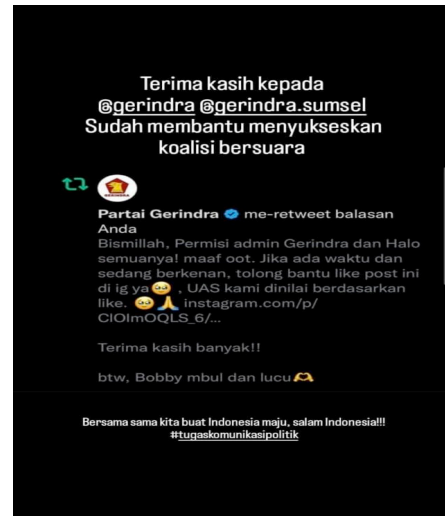 Terima kasih kepada
@gerindra @gerindra.sumsel
Sudah membantu menyukseskan
koalisi bersuara
GERINDRA
Partai Gerindra me-retweet balasan
Anda
Bismillah, Permisi admin Gerindra dan Halo
semuanya! maaf oot. Jika ada waktu dan
sedang berkenan, tolong bantu like post ini
di ig ya🥹 , UAS kami dinilai berdasarkan
like. 🥹🙏 instagram.com/p/
ClOImOQLS_6/...
Terima kasih banyak!!
btw, Bobby mbul dan lucu🫶
Bersama sama kita buat Indonesia maju, salam Indonesia!!!
#tugaskomunikasipolitik